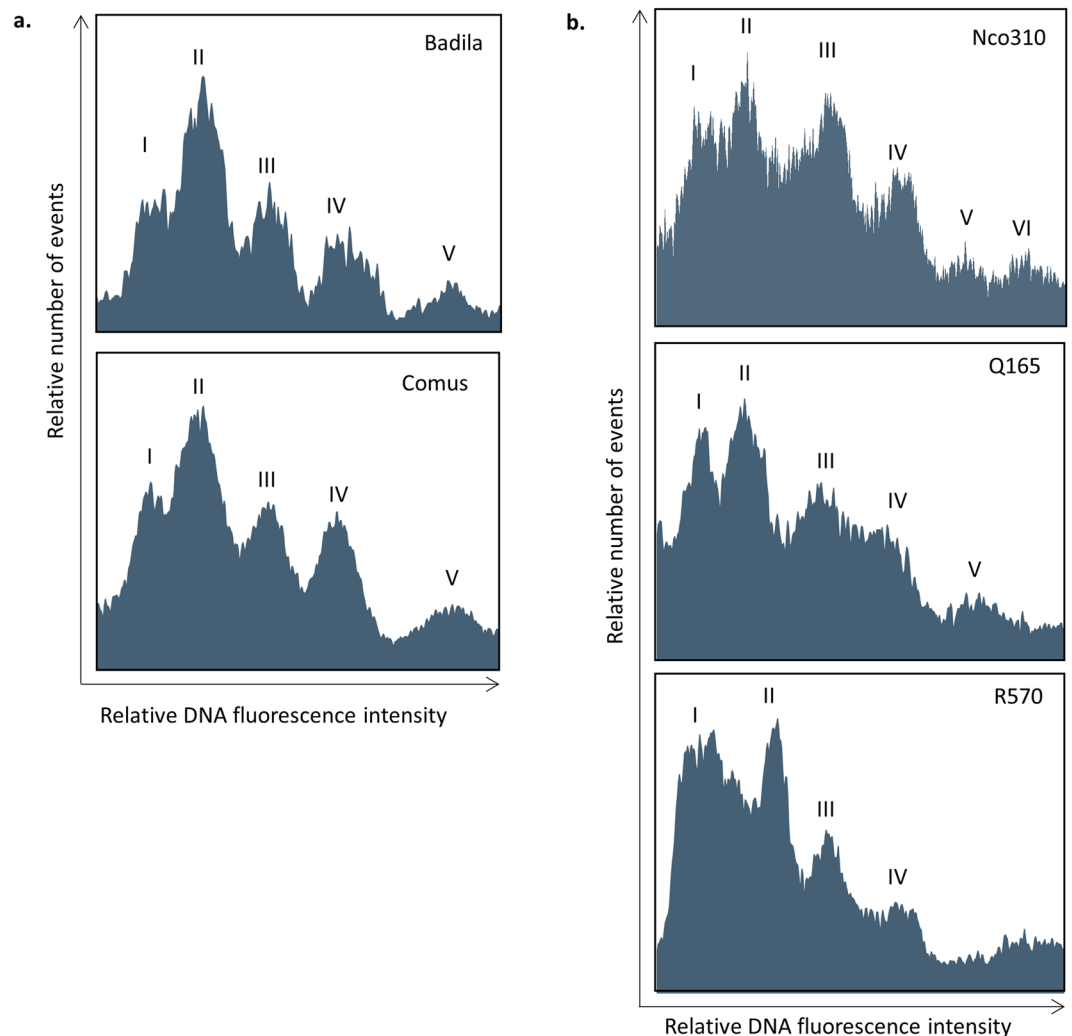 a.
Relative number of events
Badila
I
II
III
IV
V
Comus
I
II
III
IV
V
Relative DNA fluorescence intensity
b.
Relative number of events
Nco310
I
II
III
IV
V
VI
Q165
I
II
III
IV
V
R570
I
II
III
IV
Relative DNA fluorescence intensity